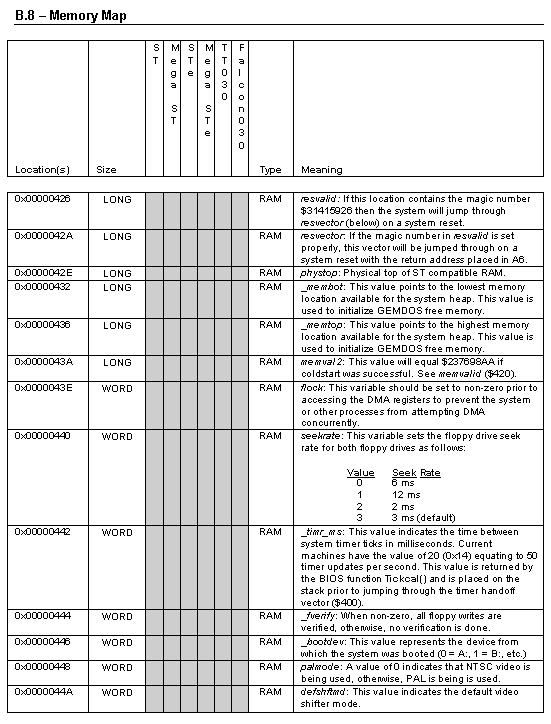 B.8 – Memory Map
Location(s) Size ST Mega ST STe Mega STe TT030 Falcon030 Type Meaning
0x00000426 LONG RAM resvalid: If this location contains the magic number
$31415926 then the system will jump through
resvector (below) on a system reset.
0x0000042A LONG RAM resvector: If the magic number in resvalid is set
properly, this vector will be jumped through on a
system reset with the return address placed in A6.
0x0000042E LONG RAM phystop: Physical top of ST compatible RAM.
0x00000432 LONG RAM _membot: This value points to the lowest memory
location available for the system heap. This value is
used to initialize GEMDOS free memory.
0x00000436 LONG RAM _memtop: This value points to the highest memory
location available for the system heap. This value is
used to initialize GEMDOS free memory.
0x0000043A LONG RAM memval2: This value will equal $237698AA if
coldstart was successful. See memvalid ($420).
0x0000043E WORD RAM flock: This variable should be set to non-zero prior to
accessing the DMA registers to prevent the system
or other processes from attempting DMA
concurrently.
0x00000440 WORD RAM seekrate: This variable sets the floppy drive seek
rate for both floppy drives as follows:
Value Seek Rate
0 6 ms
1 12 ms
2 2 ms
3 3 ms (default)
0x00000442 WORD RAM _timr_ms: This value indicates the time between
system timer ticks in milliseconds. Current
machines have the value of 20 (0x14) equating to 50
timer updates per second. This value is returned by
the BIOS function Tickcal() and is placed on the
stack prior to jumping through the timer handoff
vector ($400).
0x00000444 WORD RAM _fverify: When non-zero, all floppy writes are
verified, otherwise, no verification is done.
0x00000446 WORD RAM _bootdev: This value represents the device from
which the system was booted (0 = A:, 1 = B:, etc.)
0x00000448 WORD RAM palmode: A value of 0 indicates that NTSC video is
being used, otherwise, PAL is being is used.
0x0000044A WORD RAM defshftmd: This value indicates the default video
shifter mode.